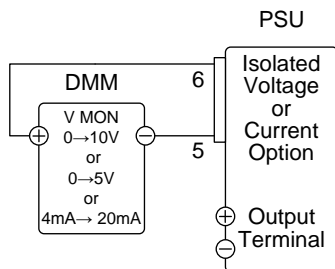 PSU
DMM
6
5
V MON
0→10V
or
0→5V
or
4mA→ 20mA
+
−
Isolated
Voltage
or
Current
Option
+ Output
− Terminal